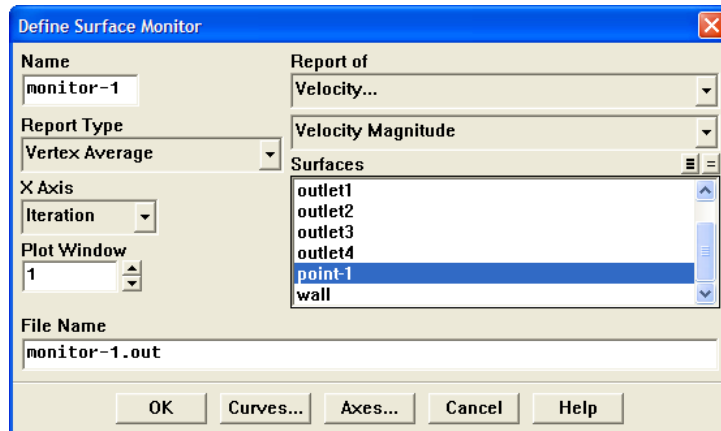 Define Surface Monitor
Name
monitor-1
Report Type
Vertex Average
X Axis
Iteration
Plot Window
1
Report of
Velocity...
Velocity Magnitude
Surfaces
outlet1
outlet2
outlet3
outlet4
point-1
wall
File Name
monitor-1.out
OK Curves... Axes... Cancel Help